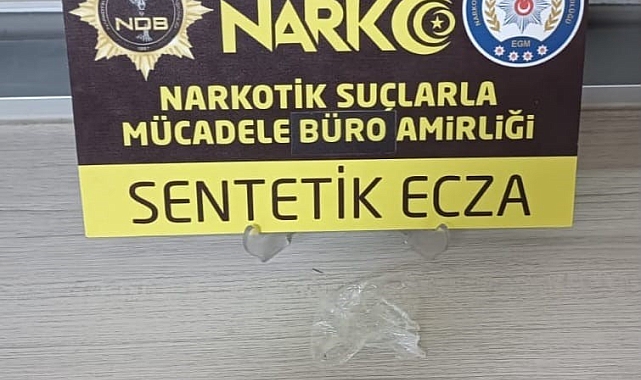 NDB
NARKO
EGM
NARKOTİK SUÇLARLA
MÜCADELE BÜRO AMİRLİĞİ
SENTETİK ECZA